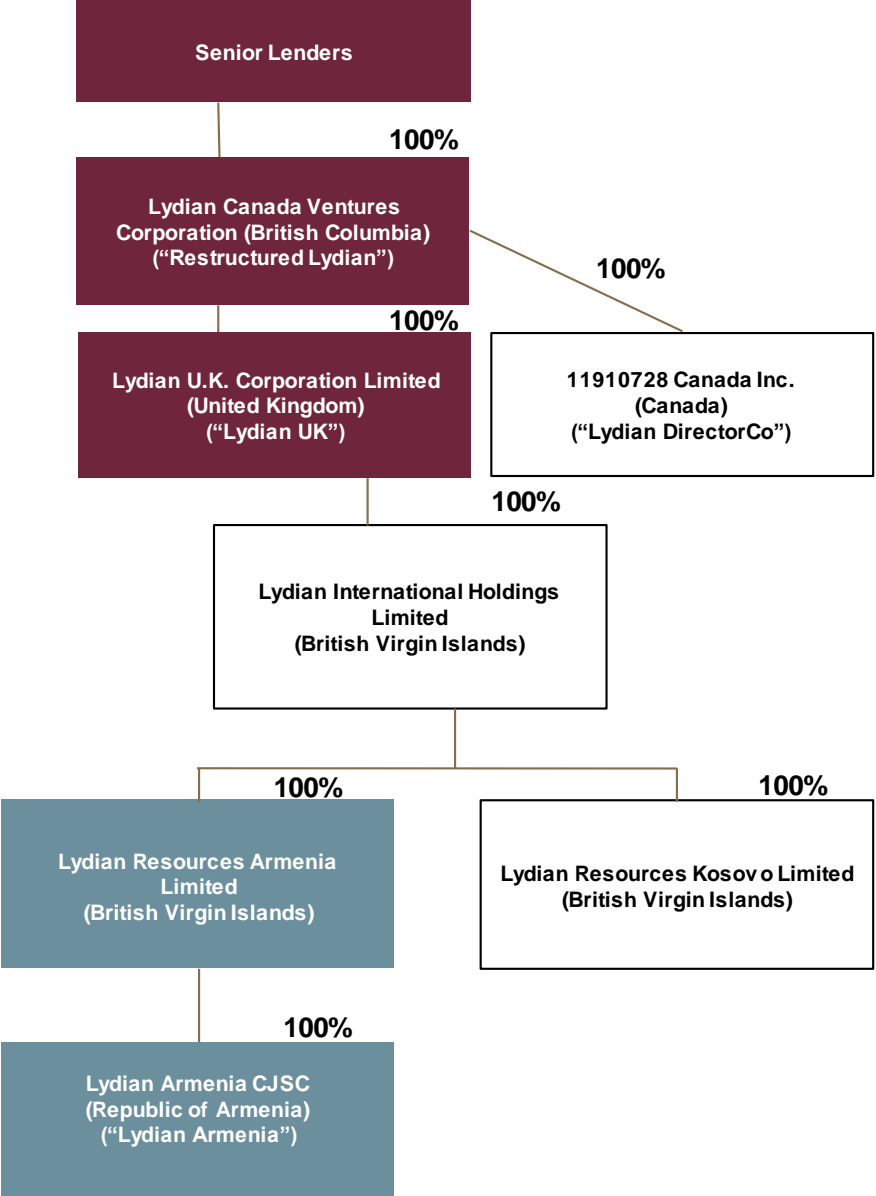 Senior Lenders
100%
Lydian Canada Ventures
Corporation (British Columbia)
(“Restructured Lydian”)
100%
100%
Lydian U.K. Corporation Limited
(United Kingdom)
(“Lydian UK”)
11910728 Canada Inc.
(Canada)
(“Lydian DirectorCo”)
100%
Lydian International Holdings
Limited
(British Virgin Islands)
100%
100%
Lydian Resources Armenia
Limited
(British Virgin Islands)
Lydian Resources Kosovo Limited
(British Virgin Islands)
100%
Lydian Armenia CJSC
(Republic of Armenia)
(“Lydian Armenia”)